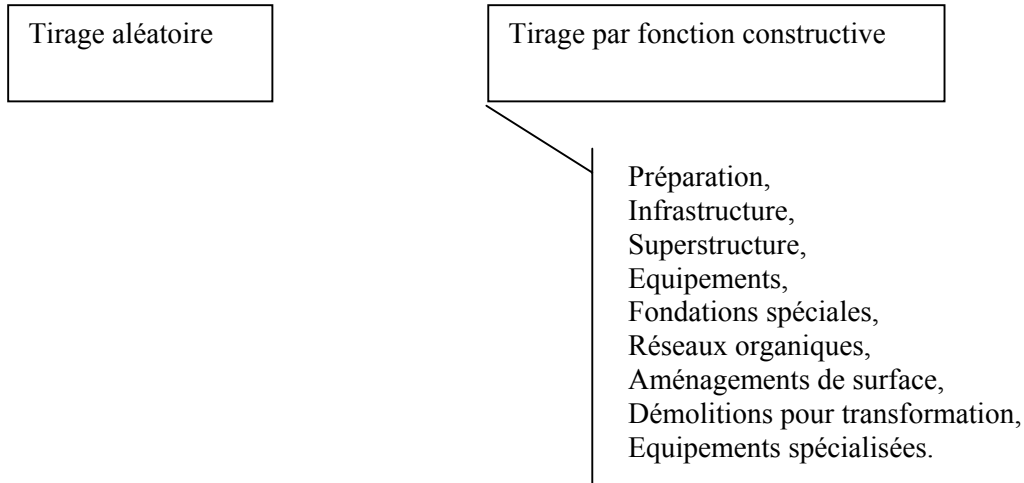 Tirage aléatoire
Tirage par fonction constructive
Préparation,
Infrastructure,
Superstructure,
Equipements,
Fondations spéciales,
Réseaux organiques,
Aménagements de surface,
Démolitions pour transformation,
Equipements spécialisées.